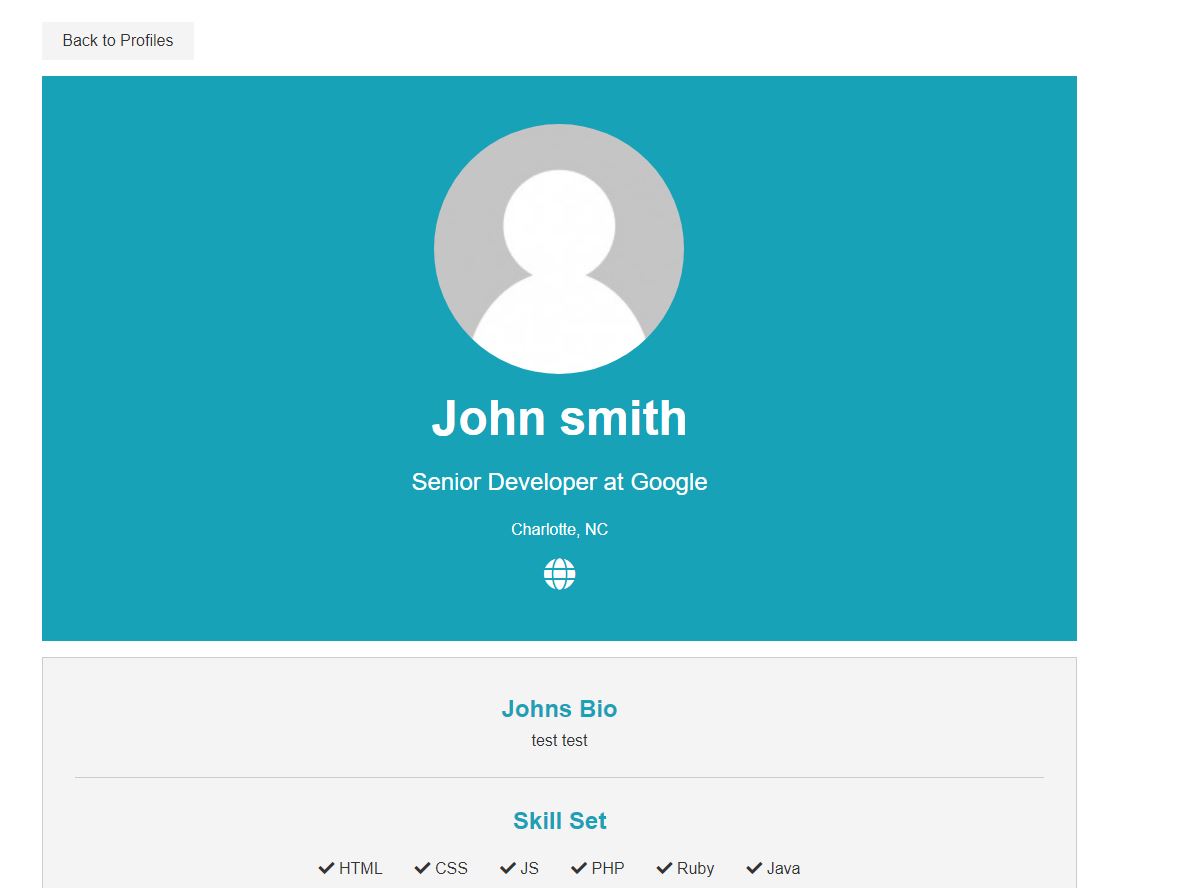 Back to Profiles
John smith
Senior Developer at Google
Charlotte, NC
Johns Bio
test test
Skill Set
HTML CSS JS PHP Ruby Java